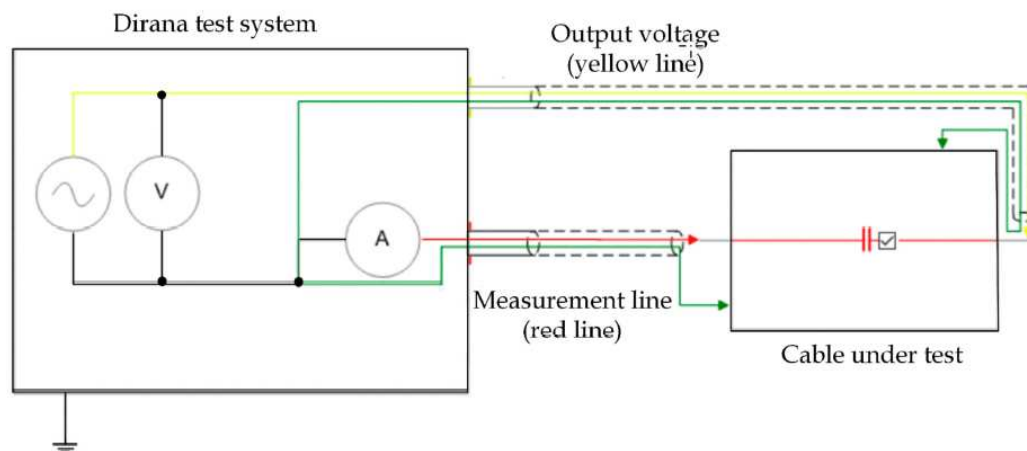 Dirana test system
Output voltage
(yellow line)
V
A
Measurement line
(red line)
Cable under test